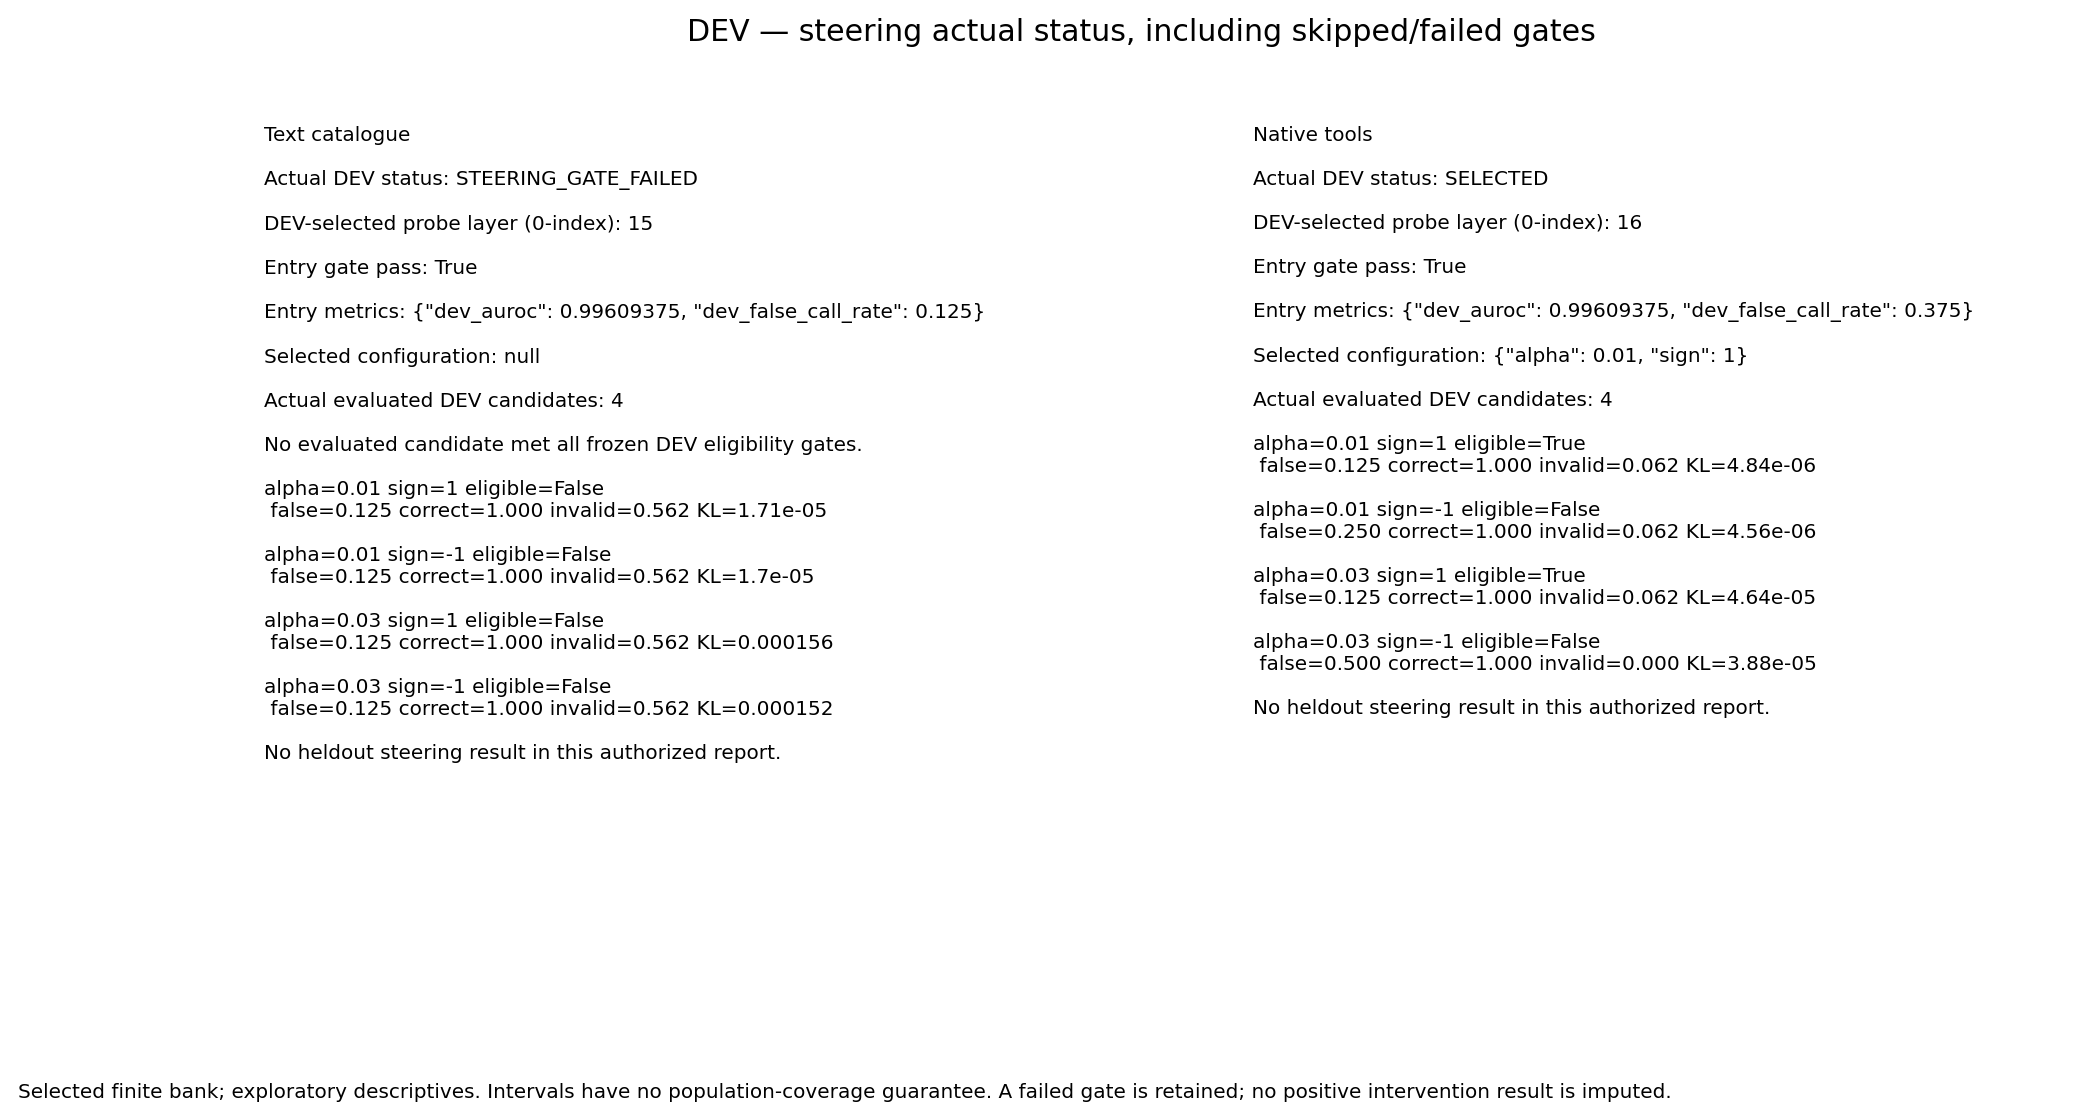 DEV — steering actual status, including skipped/failed gates
Text catalogue
Actual DEV status: STEERING_GATE_FAILED
DEV-selected probe layer (0-index): 15
Entry gate pass: True
Entry metrics: {"dev_auroc": 0.99609375, "dev_false_call_rate": 0.125}
Selected configuration: null
Actual evaluated DEV candidates: 4
No evaluated candidate met all frozen DEV eligibility gates.
alpha=0.01 sign=1 eligible=False
false=0.125 correct=1.000 invalid=0.562 KL=1.71e-05
alpha=0.01 sign=-1 eligible=False
false=0.125 correct=1.000 invalid=0.562 KL=1.7e-05
alpha=0.03 sign=1 eligible=False
false=0.125 correct=1.000 invalid=0.562 KL=0.000156
alpha=0.03 sign=-1 eligible=False
false=0.125 correct=1.000 invalid=0.562 KL=0.000152
No heldout steering result in this authorized report.
Native tools
Actual DEV status: SELECTED
DEV-selected probe layer (0-index): 16
Entry gate pass: True
Entry metrics: {"dev_auroc": 0.99609375, "dev_false_call_rate": 0.375}
Selected configuration: {"alpha": 0.01, "sign": 1}
Actual evaluated DEV candidates: 4
alpha=0.01 sign=1 eligible=True
false=0.125 correct=1.000 invalid=0.062 KL=4.84e-06
alpha=0.01 sign=-1 eligible=False
false=0.250 correct=1.000 invalid=0.062 KL=4.56e-06
alpha=0.03 sign=1 eligible=True
false=0.125 correct=1.000 invalid=0.062 KL=4.64e-05
alpha=0.03 sign=-1 eligible=False
false=0.500 correct=1.000 invalid=0.000 KL=3.88e-05
No heldout steering result in this authorized report.
Selected finite bank; exploratory descriptives. Intervals have no population-coverage guarantee. A failed gate is retained; no positive intervention result is imputed.